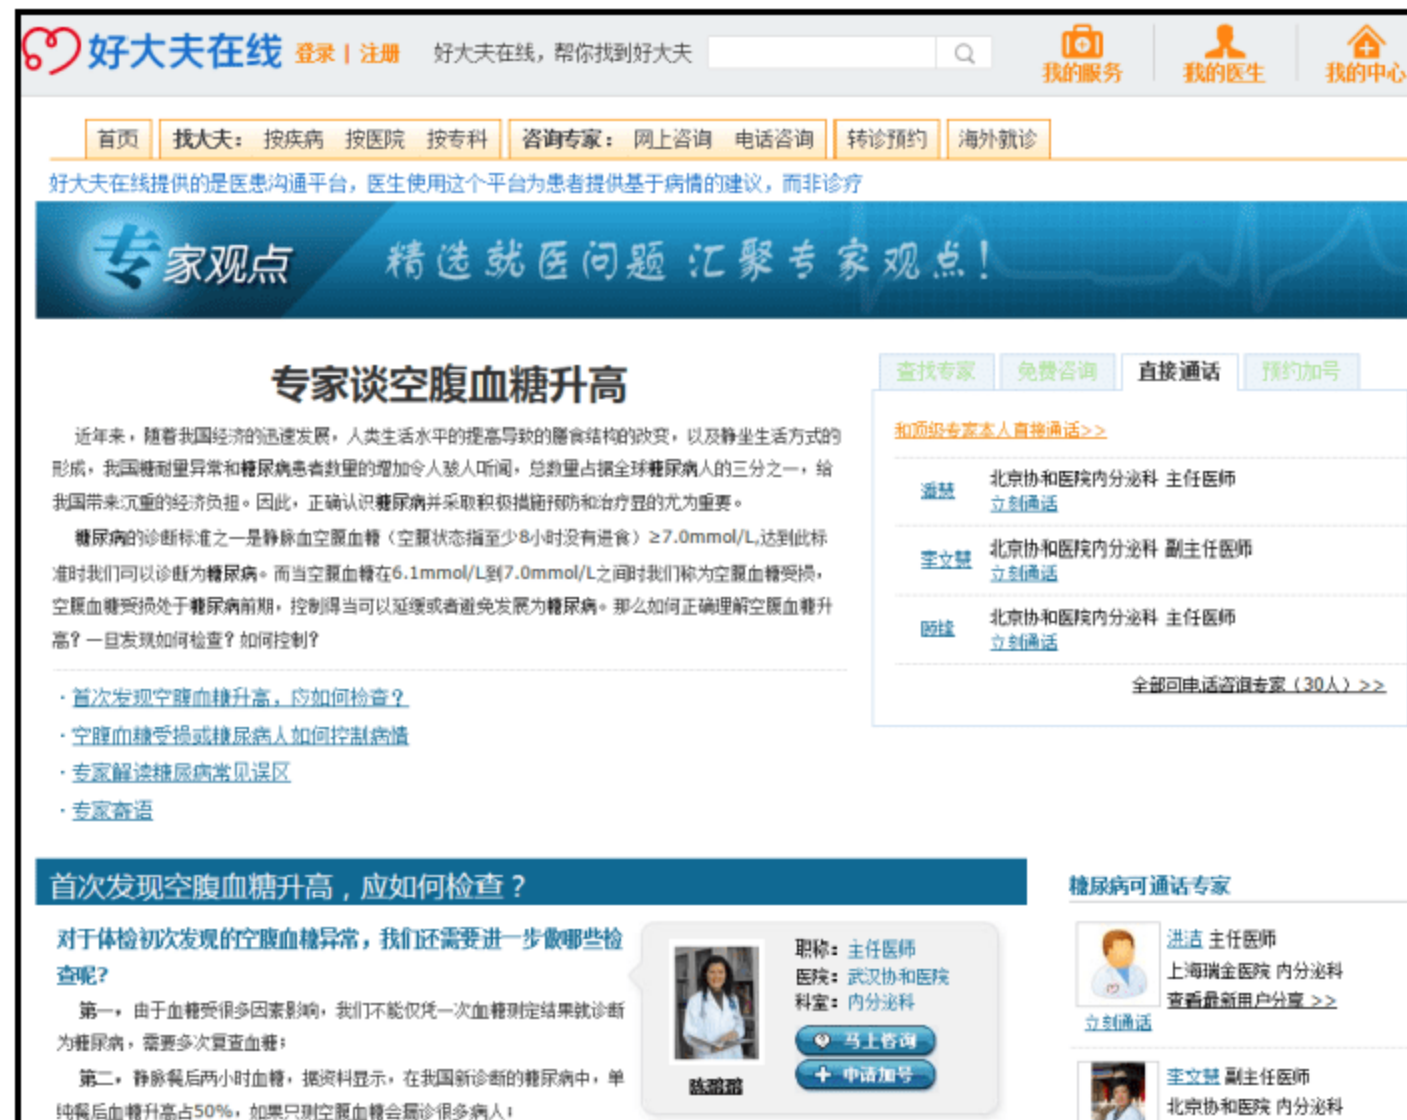 好大夫在线 登录 | 注册 好大夫在线，帮你找到好大夫
我的服务 我的医生 我的中心
首页 找大夫： 按疾病 按医院 按专科 咨询专家： 网上咨询 电话咨询 转诊预约 海外就诊
好大夫在线提供的是医患沟通平台，医生使用这个平台为患者提供基于病情的建议，而非诊疗
专家观点 精选就医问题 汇聚专家观点！
专家谈空腹血糖升高
近年来，随着我国经济的迅速发展，人类生活水平的提高导致的膳食结构的改变，以及静坐生活方式的
形成，我国糖耐量异常和糖尿病患者数量的增加令人骇人听闻，总数量占据全球糖尿病人的三分之一，给
我国带来沉重的经济负担。因此，正确认识糖尿病并采取积极措施预防和治疗显的尤为重要。
糖尿病的诊断标准之一是静脉血空腹血糖（空腹状态指至少8小时没有进食）≥7.0mmol/L,达到此标
准时我们可以诊断为糖尿病。而当空腹血糖在6.1mmol/L到7.0mmol/L之间时我们称为空腹血糖受损，
空腹血糖受损处于糖尿病前期，控制得当可以延缓或者避免发展为糖尿病。那么如何正确理解空腹血糖升
高？一旦发现如何检查？如何控制？
· 首次发现空腹血糖升高，应如何检查？
· 空腹血糖受损或糖尿病人如何控制病情
· 专家解读糖尿病常见误区
· 专家寄语
查找专家 免费咨询 直接通话 预约加号
和顶级专家本人直接通话>>
潘慧 北京协和医院内分泌科 主任医师
立刻通话
李文慧 北京协和医院内分泌科 副主任医师
立刻通话
顾锋 北京协和医院内分泌科 主任医师
立刻通话
全部可电话咨询专家（30人）>>
首次发现空腹血糖升高，应如何检查？
对于体检初次发现的空腹血糖异常，我们还需要进一步做哪些检
查呢？
第一，由于血糖受很多因素影响，我们不能仅凭一次血糖测定结果就诊断
为糖尿病，需要多次复查血糖；
第二，静脉餐后两小时血糖，据资料显示，在我国新诊断的糖尿病中，单
纯餐后血糖升高占50%，如果只测空腹血糖会漏诊很多病人；
职称：主任医师
医院：武汉协和医院
科室：内分泌科
马上咨询
申请加号
陈璐璐
糖尿病可通话专家
洪洁 主任医师
上海瑞金医院 内分泌科
查看最新用户分享 >>
立刻通话
李文慧 副主任医师
北京协和医院 内分泌科